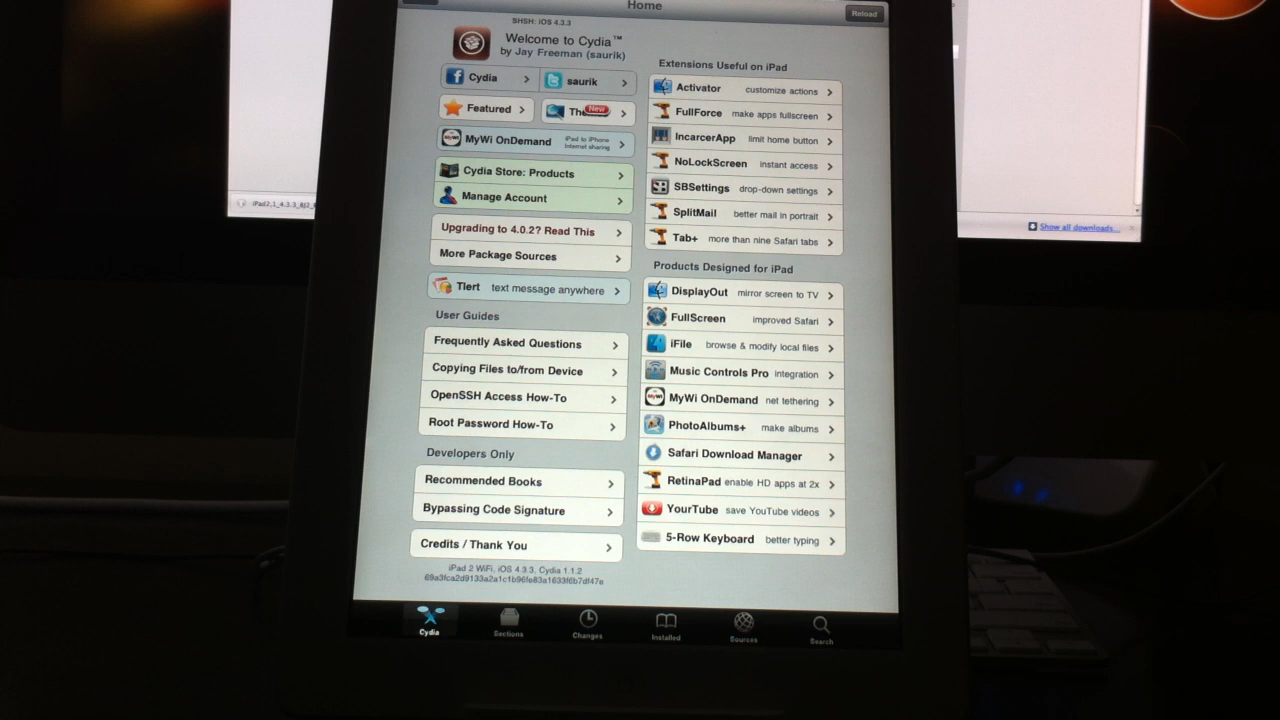 Home
Reload
SHSH: iOS 4.3.3
Welcome to Cydia™
by Jay Freeman (saurik)
Cydia
saurik
Featured
The
New
MyWi OnDemand
iPad to iPhone
Internet sharing
Cydia Store: Products
Manage Account
Upgrading to 4.0.2? Read This
More Package Sources
Tlert text message anywhere
User Guides
Frequently Asked Questions
Copying Files to/from Device
OpenSSH Access How-To
Root Password How-To
Developers Only
Recommended Books
Bypassing Code Signature
Credits / Thank You
iPad 2 WiFi, iOS 4.3.3, Cydia 1.1.2
69a3fca2d9133a2a1c1b96fe83a1633f6b7df47e
Extensions Useful on iPad
Activator customize actions
FullForce make apps fullscreen
IncarcerApp limit home button
NoLockScreen instant access
SBSettings drop-down settings
SplitMail better mail in portrait
Tab+ more than nine Safari tabs
Products Designed for iPad
DisplayOut mirror screen to TV
FullScreen improved Safari
iFile browse & modify local files
Music Controls Pro integration
MyWi OnDemand net tethering
PhotoAlbums+ make albums
Safari Download Manager
RetinaPad enable HD apps at 2x
YourTube save YouTube videos
5-Row Keyboard better typing
Cydia
Sections
Changes
Installed
Sources
Search
Show all downloads...